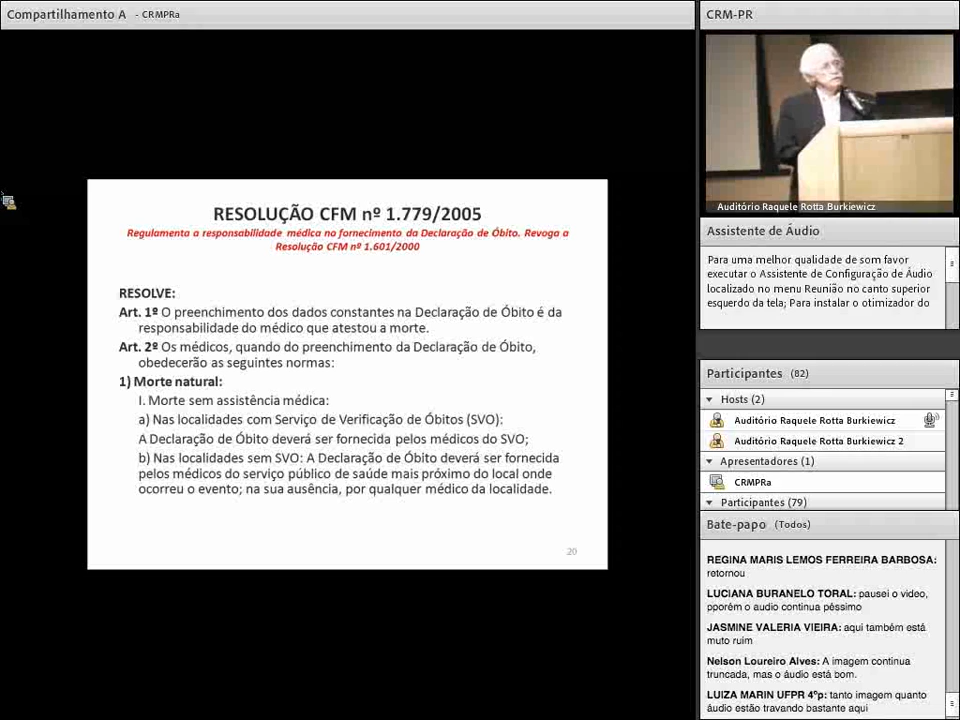 Compartilhamento A - CRMPRa
RESOLUÇÃO CFM nº 1.779/2005
Regulamenta a responsabilidade médica no fornecimento da Declaração de Óbito. Revoga a
Resolução CFM nº 1.601/2000
RESOLVE:
Art. 1º O preenchimento dos dados constantes na Declaração de Óbito é da
responsabilidade do médico que atestou a morte.
Art. 2º Os médicos, quando do preenchimento da Declaração de Óbito,
obedecerão as seguintes normas:
1) Morte natural:
I. Morte sem assistência médica:
a) Nas localidades com Serviço de Verificação de Óbitos (SVO):
A Declaração de Óbito deverá ser fornecida pelos médicos do SVO;
b) Nas localidades sem SVO: A Declaração de Óbito deverá ser fornecida
pelos médicos do serviço público de saúde mais próximo do local onde
ocorreu o evento; na sua ausência, por qualquer médico da localidade.
20
CRM-PR
Auditório Raquele Rotta Burkiewicz
Assistente de Áudio
Para uma melhor qualidade de som favor
executar o Assistente de Configuração de Áudio
localizado no menu Reunião no canto superior
esquerdo da tela; Para instalar o otimizador do
Participantes (82)
Hosts (2)
Auditório Raquele Rotta Burkiewicz
Auditório Raquele Rotta Burkiewicz 2
Apresentadores (1)
CRMPRa
Participantes (79)
Bate-papo (Todos)
REGINA MARIS LEMOS FERREIRA BARBOSA:
retornou
LUCIANA BURANELO TORAL: pausei o video,
pporém o audio continua péssimo
JASMINE VALERIA VIEIRA: aqui também está
muto ruim
Nelson Loureiro Alves: A imagem continua
truncada, mas o áudio está bom.
LUIZA MARIN UFPR 4ºp: tanto imagem quanto
áudio estão travando bastante aqui